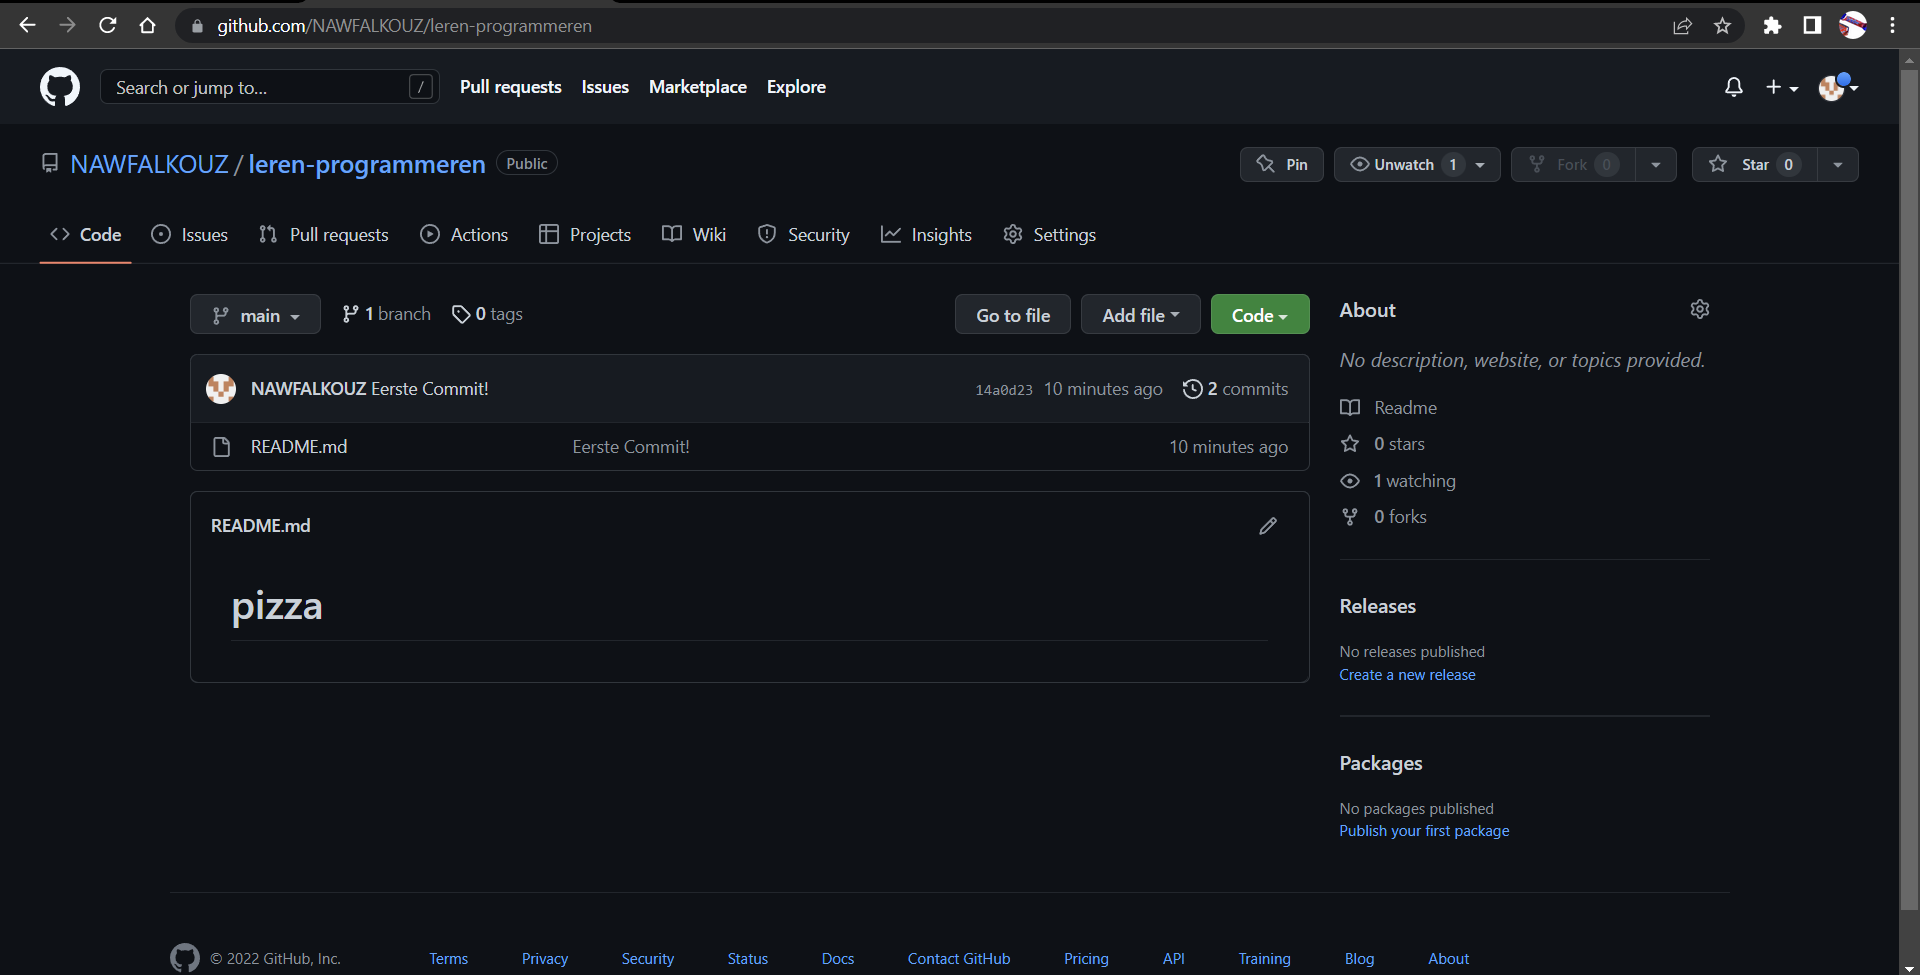 github.com/NAWFALKOUZ/leren-programmeren
Search or jump to... /
Pull requests Issues Marketplace Explore
NAWFALKOUZ / leren-programmeren Public
Pin Unwatch 1 Fork 0 Star 0
Code Issues Pull requests Actions Projects Wiki Security Insights Settings
main 1 branch 0 tags Go to file Add file Code
NAWFALKOUZ Eerste Commit! 14a0d23 10 minutes ago 2 commits
README.md Eerste Commit! 10 minutes ago
README.md
pizza
About
No description, website, or topics provided.
Readme
0 stars
1 watching
0 forks
Releases
No releases published
Create a new release
Packages
No packages published
Publish your first package
© 2022 GitHub, Inc. Terms Privacy Security Status Docs Contact GitHub Pricing API Training Blog About